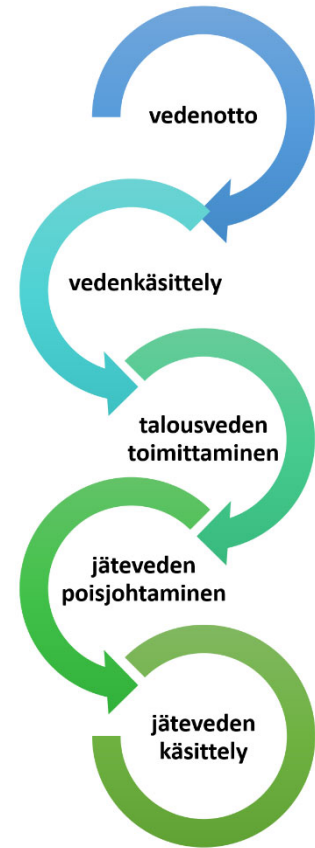 vedenotto
vedenkäsittely
talousveden
toimittaminen
jäteveden
poisjohtaminen
jäteveden
käsittely